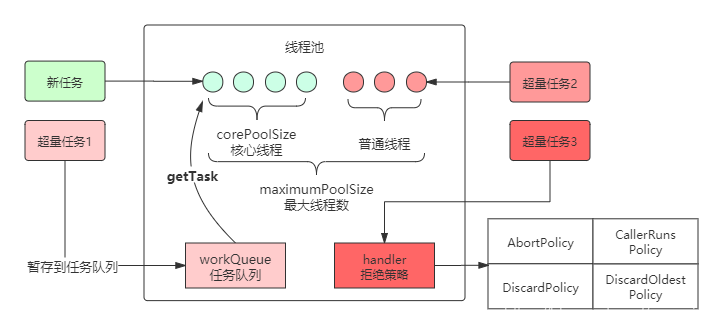 线程池
新任务
超量任务2
超量任务1
corePoolSize
核心线程
普通线程
超量任务3
getTask
maximumPoolSize
最大线程数
暂存到任务队列
workQueue
任务队列
handler
拒绝策略
AbortPolicy
CallerRuns
Policy
DiscardPolicy
DiscardOldest
Policy